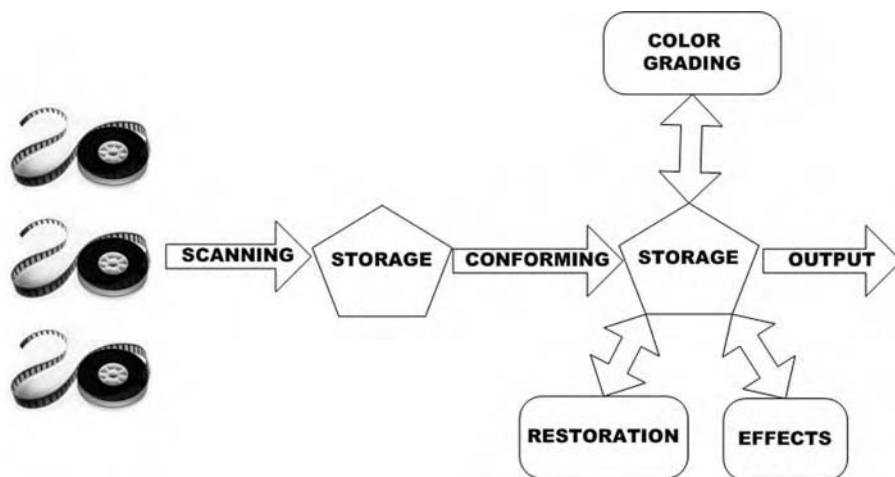 COLOR
GRADING
SCANNING
STORAGE
CONFORMING
STORAGE
OUTPUT
RESTORATION
EFFECTS